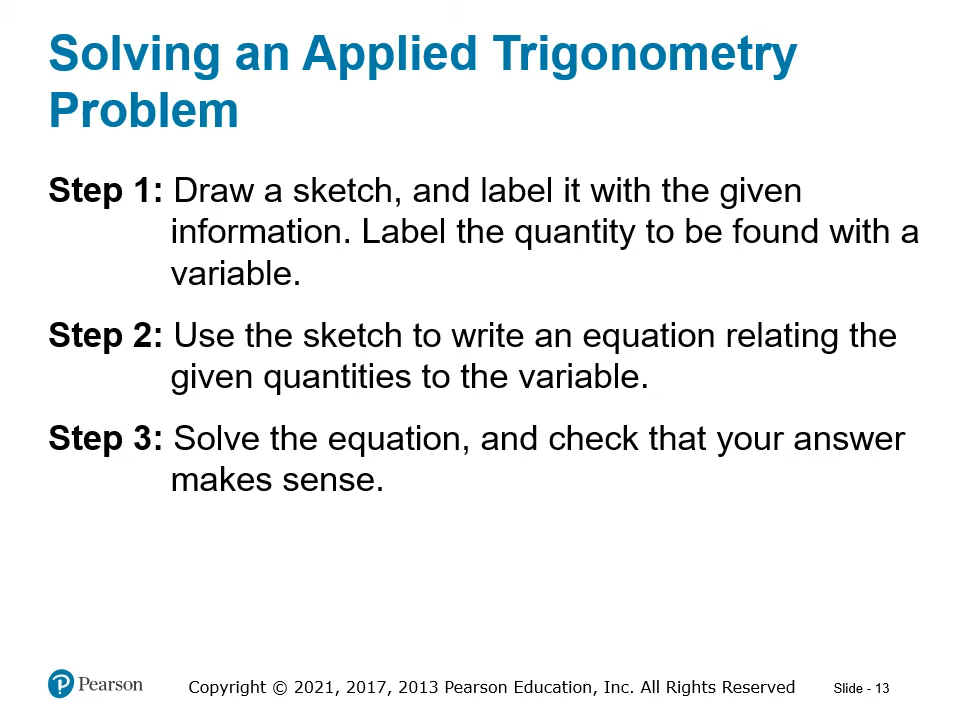 Solving an Applied Trigonometry
Problem
Step 1: Draw a sketch, and label it with the given
information. Label the quantity to be found with a
variable.
Step 2: Use the sketch to write an equation relating the
given quantities to the variable.
Step 3: Solve the equation, and check that your answer
makes sense.
Pearson Copyright © 2021, 2017, 2013 Pearson Education, Inc. All Rights Reserved Slide - 13